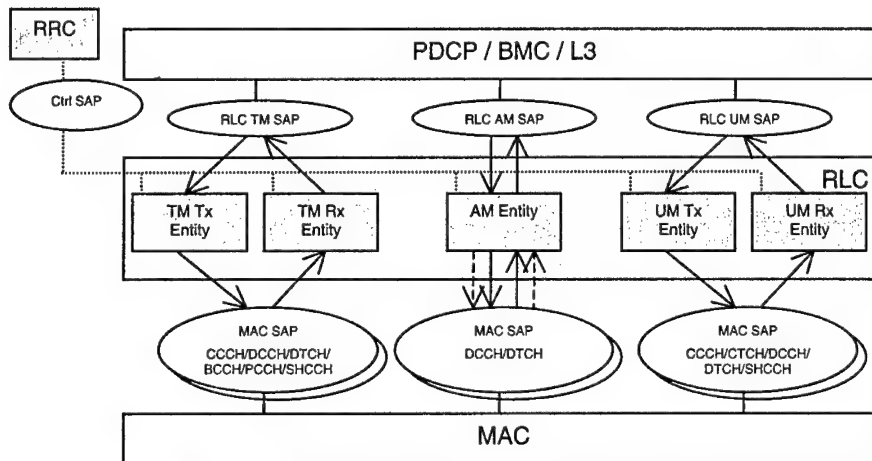 RRC
PDCP / BMC / L3
Ctrl SAP
RLC TM SAP
RLC AM SAP
RLC UM SAP
RLC
TM Tx
Entity
TM Rx
Entity
AM Entity
UM Tx
Entity
UM Rx
Entity
MAC SAP
CCCH/DCCH/DTCH/
BCCH/PCCH/SHCCH
MAC SAP
DCCH/DTCH
MAC SAP
CCCH/CTCH/DCCH/
DTCH/SHCCH
MAC